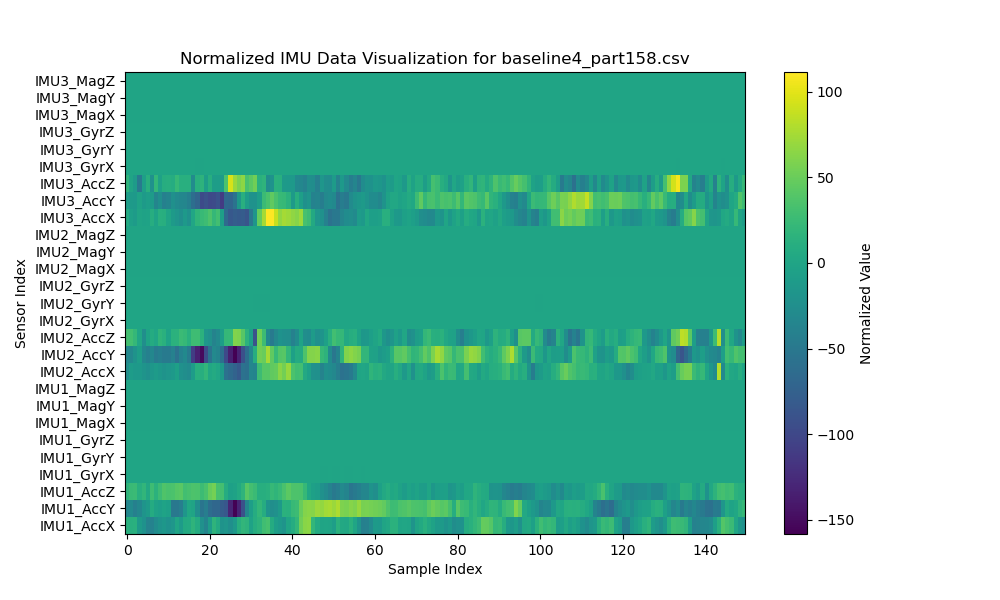 Normalized IMU Data Visualization for baseline4_part158.csv
Sensor Index
IMU3_MagZ
IMU3_MagY
IMU3_MagX
IMU3_GyrZ
IMU3_GyrY
IMU3_GyrX
IMU3_AccZ
IMU3_AccY
IMU3_AccX
IMU2_MagZ
IMU2_MagY
IMU2_MagX
IMU2_GyrZ
IMU2_GyrY
IMU2_GyrX
IMU2_AccZ
IMU2_AccY
IMU2_AccX
IMU1_MagZ
IMU1_MagY
IMU1_MagX
IMU1_GyrZ
IMU1_GyrY
IMU1_GyrX
IMU1_AccZ
IMU1_AccY
IMU1_AccX
0 20 40 60 80 100 120 140
Sample Index
100
50
0
−50
−100
−150
Normalized Value